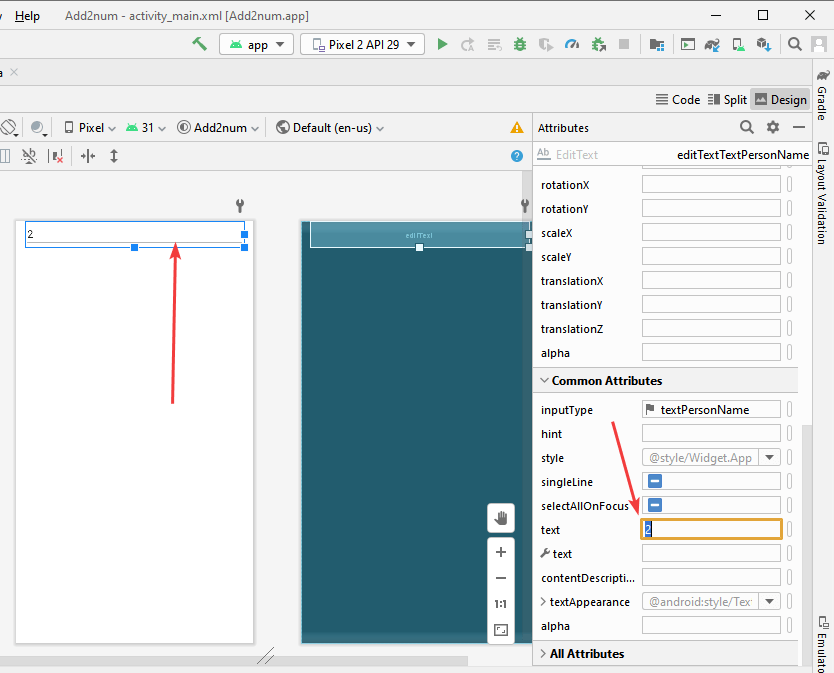 Help Add2num - activity_main.xml [Add2num.app]
app Pixel 2 API 29
a
Code Split Design
Pixel 31 Add2num Default (en-us)
Attributes
Ab EditText editTextTextPersonName
rotationX
rotationY
scaleX
scaleY
translationX
translationY
translationZ
alpha
Common Attributes
inputType textPersonName
hint
style @style/Widget.App
singleLine
selectAllOnFocus
text 2
text
contentDescripti...
textAppearance @android:style/Tex
alpha
All Attributes
2
editText
1:1
Gradle
Layout Validation
Emulato